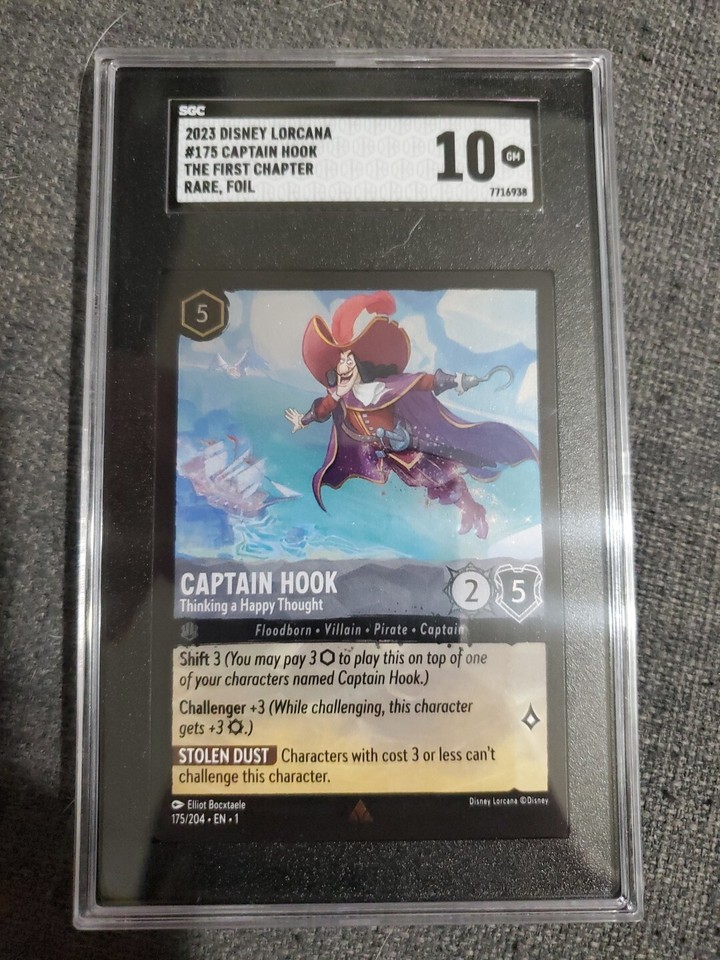 SGC
2023 DISNEY LORCANA
#175 CAPTAIN HOOK
THE FIRST CHAPTER
RARE, FOIL
10 GM
7716938
5
CAPTAIN HOOK
Thinking a Happy Thought
2 5
Floodborn • Villain • Pirate • Captain
Shift 3 (You may pay 3 to play this on top of one
of your characters named Captain Hook.)
Challenger +3 (While challenging, this character
gets +3 .)
STOLEN DUST Characters with cost 3 or less can't
challenge this character.
Elliot Bocxtaele
Disney Lorcana ©Disney
175/204 • EN • 1